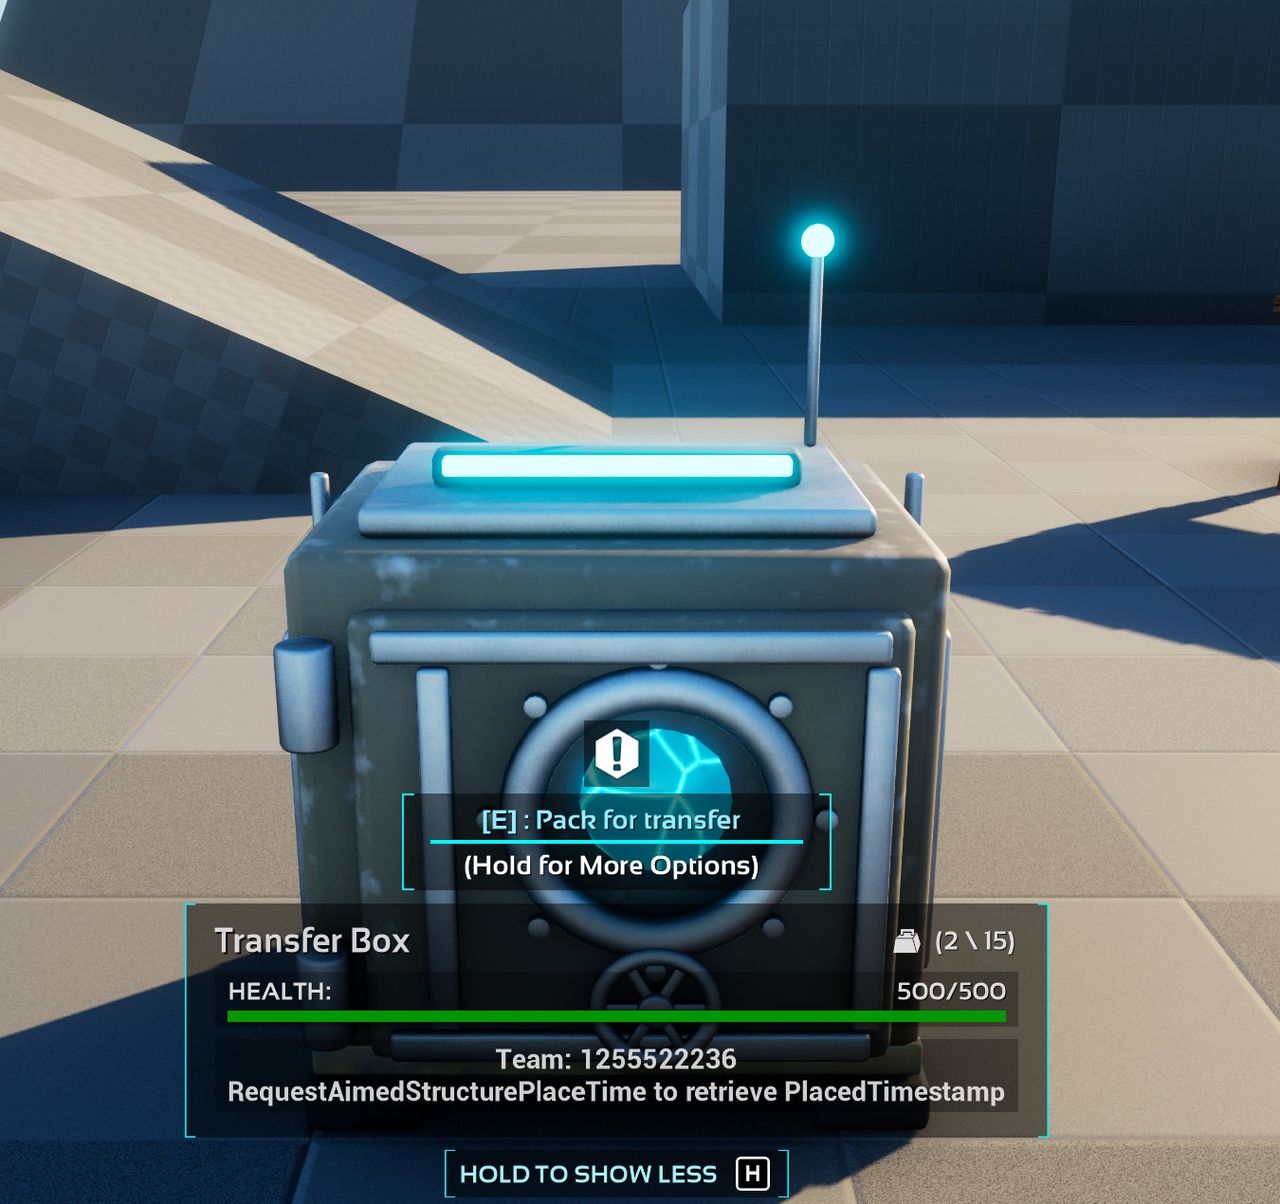 [E] : Pack for transfer
(Hold for More Options)
Transfer Box (2 \ 15)
HEALTH: 500/500
Team: 1255522236
RequestAimedStructurePlaceTime to retrieve PlacedTimestamp
HOLD TO SHOW LESS H